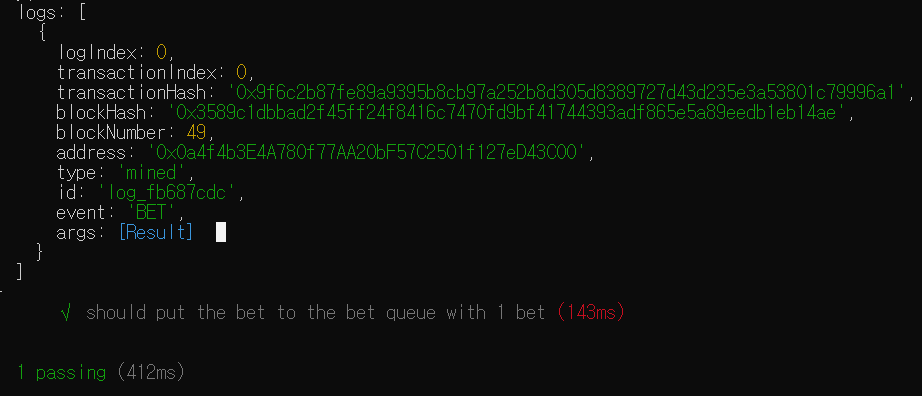 logs: [
{
logIndex: 0,
transactionIndex: 0,
transactionHash: '0x9f6c2b87fe89a9395b8cb97a252b8d305d8389727d43d235e3a53801c79996a1',
blockHash: '0x3589c1dbbad2f45ff24f8416c7470fd9bf41744393adf865e5a89eedb1eb14ae',
blockNumber: 49,
address: '0x0a4f4b3E4A780f77AA20bF57C2501f127eD43C00',
type: 'mined',
id: 'log_fb687cdc',
event: 'BET',
args: [Result]
}
]
√ should put the bet to the bet queue with 1 bet (143ms)
1 passing (412ms)